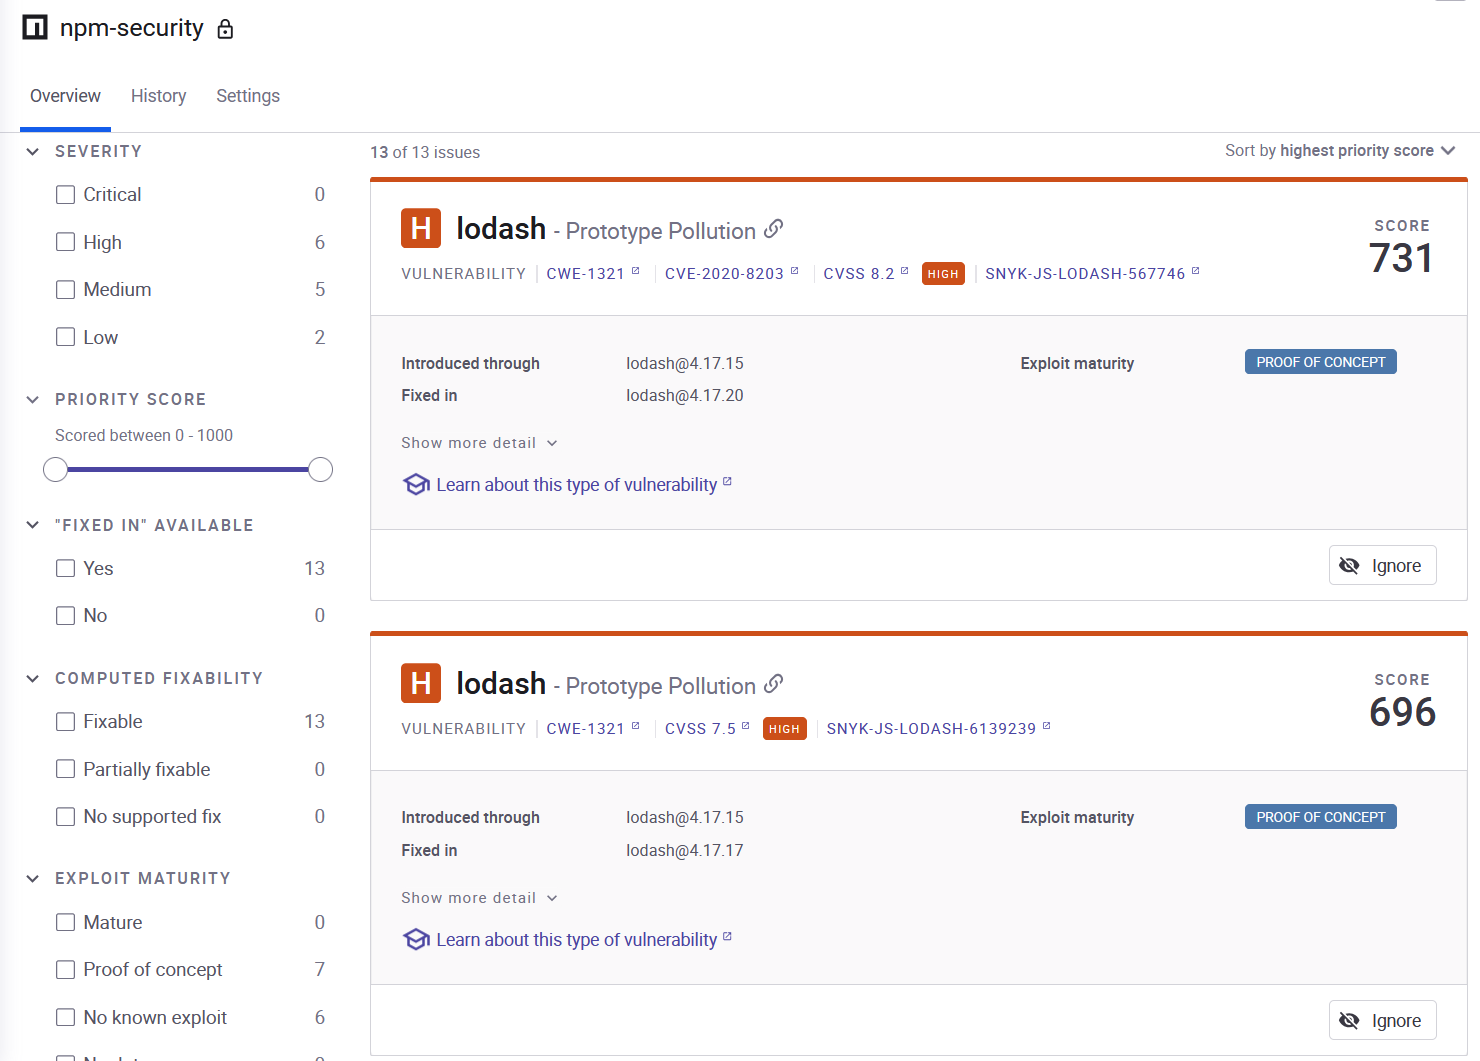 npm-security
Overview History Settings
SEVERITY
Critical 0
High 6
Medium 5
Low 2
PRIORITY SCORE
Scored between 0 - 1000
"FIXED IN" AVAILABLE
Yes 13
No 0
COMPUTED FIXABILITY
Fixable 13
Partially fixable 0
No supported fix 0
EXPLOIT MATURITY
Mature 0
Proof of concept 7
No known exploit 6
13 of 13 issues
Sort by highest priority score
H lodash - Prototype Pollution
SCORE
731
VULNERABILITY CWE-1321 CVE-2020-8203 CVSS 8.2 HIGH SNYK-JS-LODASH-567746
Introduced through lodash@4.17.15 Exploit maturity PROOF OF CONCEPT
Fixed in lodash@4.17.20
Show more detail
Learn about this type of vulnerability
Ignore
H lodash - Prototype Pollution
SCORE
696
VULNERABILITY CWE-1321 CVSS 7.5 HIGH SNYK-JS-LODASH-6139239
Introduced through lodash@4.17.15 Exploit maturity PROOF OF CONCEPT
Fixed in lodash@4.17.17
Show more detail
Learn about this type of vulnerability
Ignore